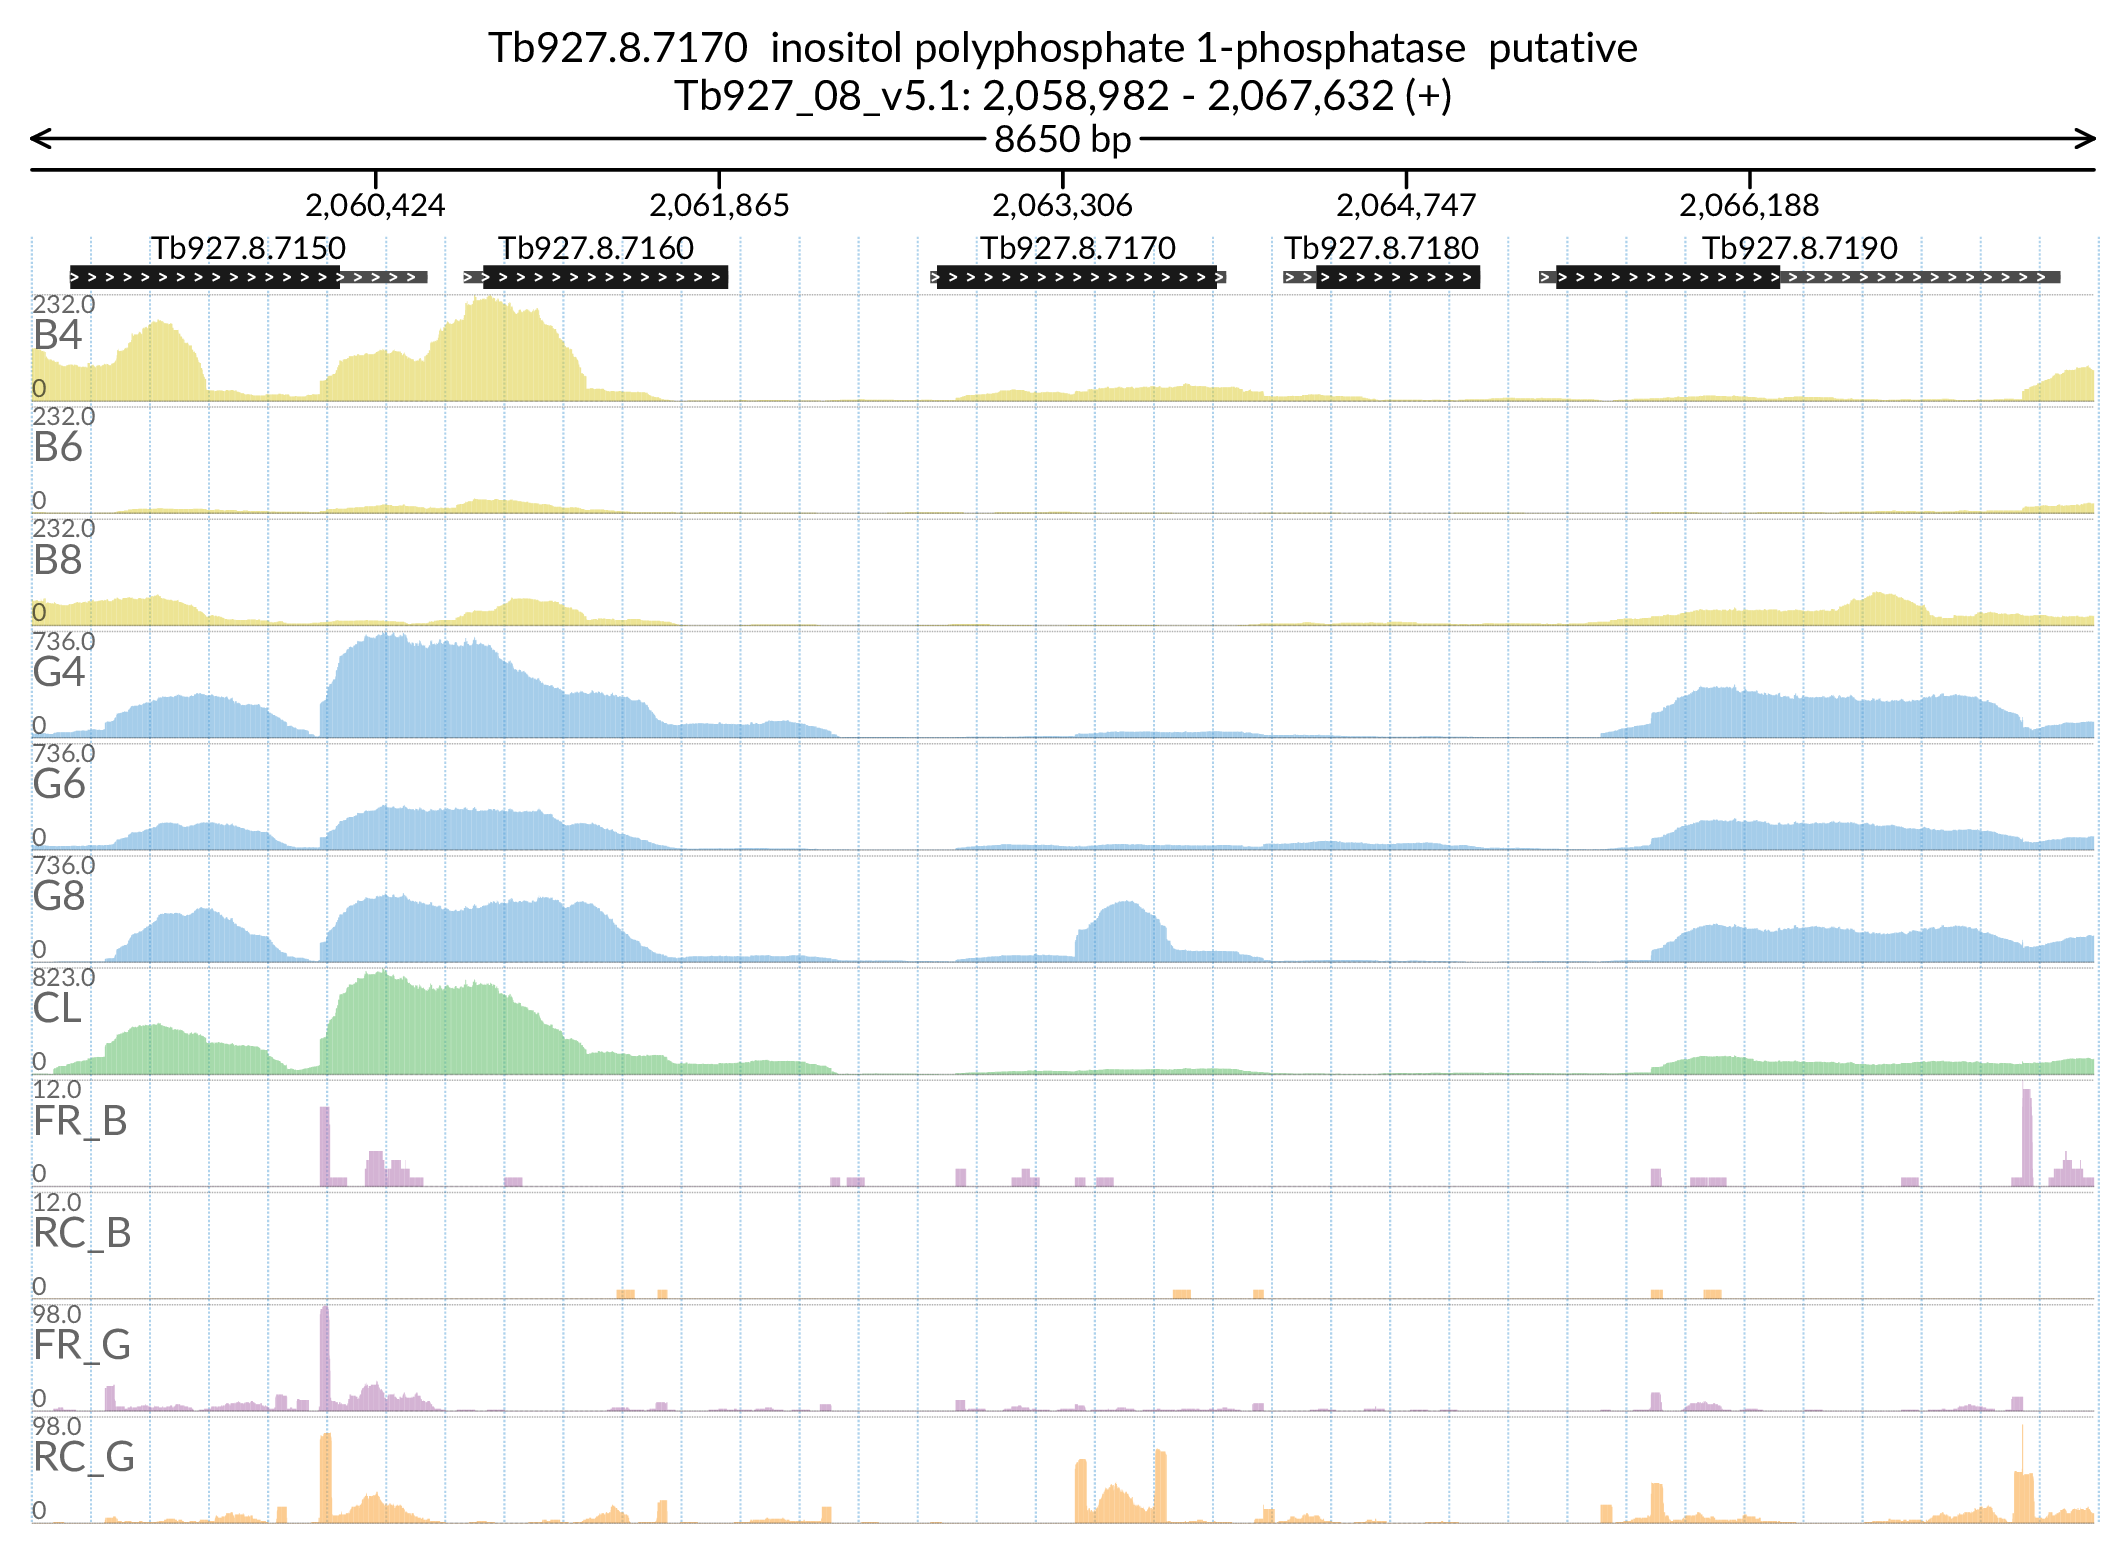 Tb927.8.7170  inositol polyphosphate 1-phosphatase  putative
Tb927_08_v5.1: 2,058,982 - 2,067,632 (+)
8650 bp
2,060,424 2,061,865 2,063,306 2,064,747 2,066,188
Tb927.8.7150 Tb927.8.7160 Tb927.8.7170 Tb927.8.7180 Tb927.8.7190
232.0
B4
0
232.0
B6
0
232.0
B8
0
736.0
G4
0
736.0
G6
0
736.0
G8
0
823.0
CL
0
12.0
FR_B
0
12.0
RC_B
0
98.0
FR_G
0
98.0
RC_G
0